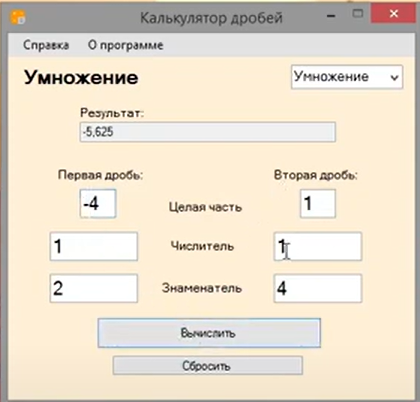 Калькулятор дробей
Справка О программе
Умножение Умножение
Результат:
-5,625
Первая дробь: Вторая дробь:
-4 Целая часть 1
1 Числитель 1
2 Знаменатель 4
Вычислить
Сбросить